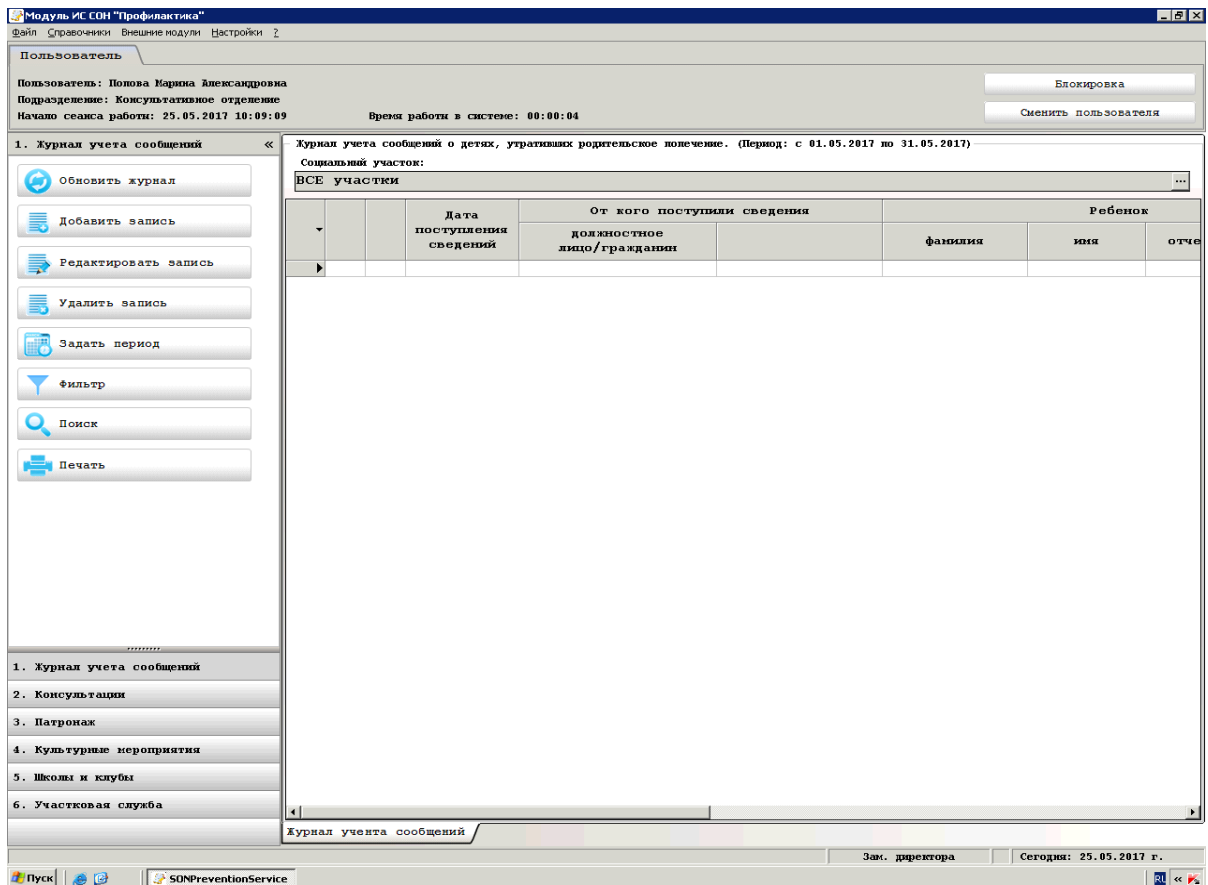 Модуль ИС СОН "Профилактика"
Файл Справочники Внешние модули Настройки ?
Пользователь
Пользователь: Попова Марина Александровна
Подразделение: Консультативное отделение
Начало сеанса работы: 25.05.2017 10:09:09 Время работы в системе: 00:00:04
Блокировка
Сменить пользователя
1. Журнал учета сообщений «
Обновить журнал
Добавить запись
Редактировать запись
Удалить запись
Задать период
Фильтр
Поиск
Печать
1. Журнал учета сообщений
2. Консультации
3. Патронаж
4. Культурные мероприятия
5. Школы и клубы
6. Участковая служба
Журнал учета сообщений о детях, утративших родительское попечение. (Период: с 01.05.2017 по 31.05.2017)
Социальный участок:
ВСЕ участки ...
Дата поступления сведений
От кого поступили сведения
должностное лицо/гражданин
Ребенок
фамилия имя отче
Журнал учента сообщений
Зам. директора Сегодня: 25.05.2017 г.
Пуск SONPreventionService RU «